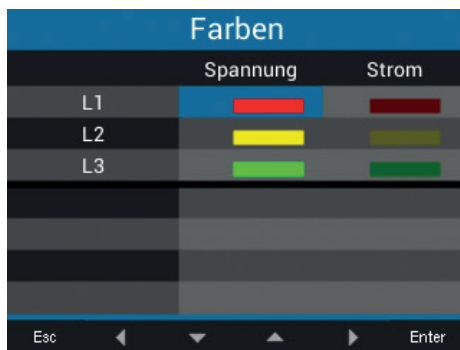 Farben
Spannung Strom
L1
L2
L3
Esc Enter